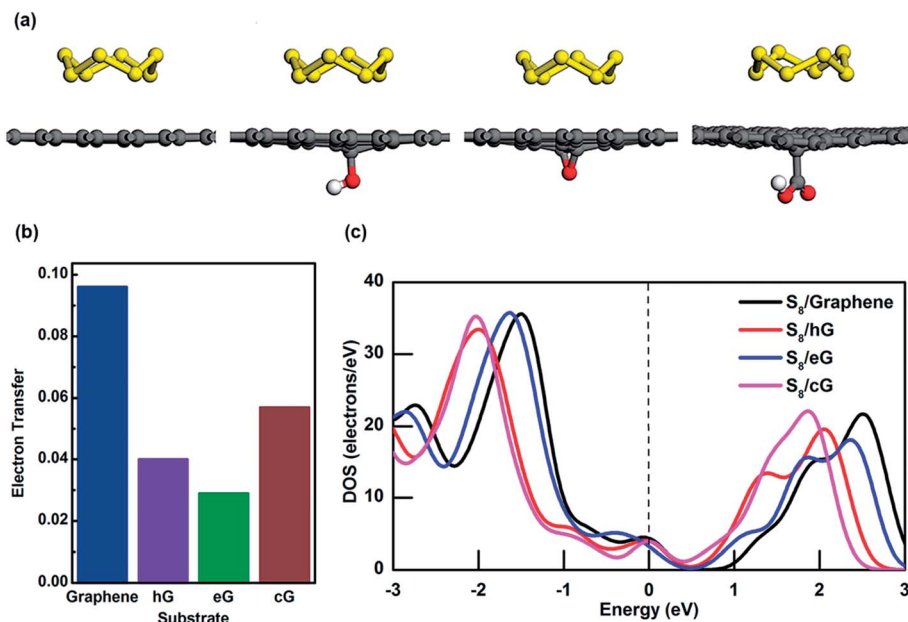 (a)
(b)
0.10
0.08
0.06
0.04
0.02
0.00
Electron Transfer
Graphene hG eG cG
Substrate
(c)
40
30
20
10
0
DOS (electrons/eV)
S8/Graphene
S8/hG
S8/eG
S8/cG
-3 -2 -1 0 1 2 3
Energy (eV)